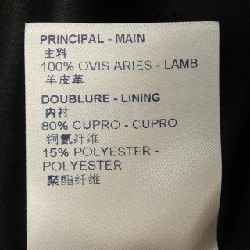 PRINCIPAL - MAIN
主料
100% OVIS ARIES - LAMB
羊皮革
DOUBLURE - LINING
内衬
80% CUPRO - CUPRO
铜氨纤维
15% POLYESTER -
POLYESTER
聚酯纤维